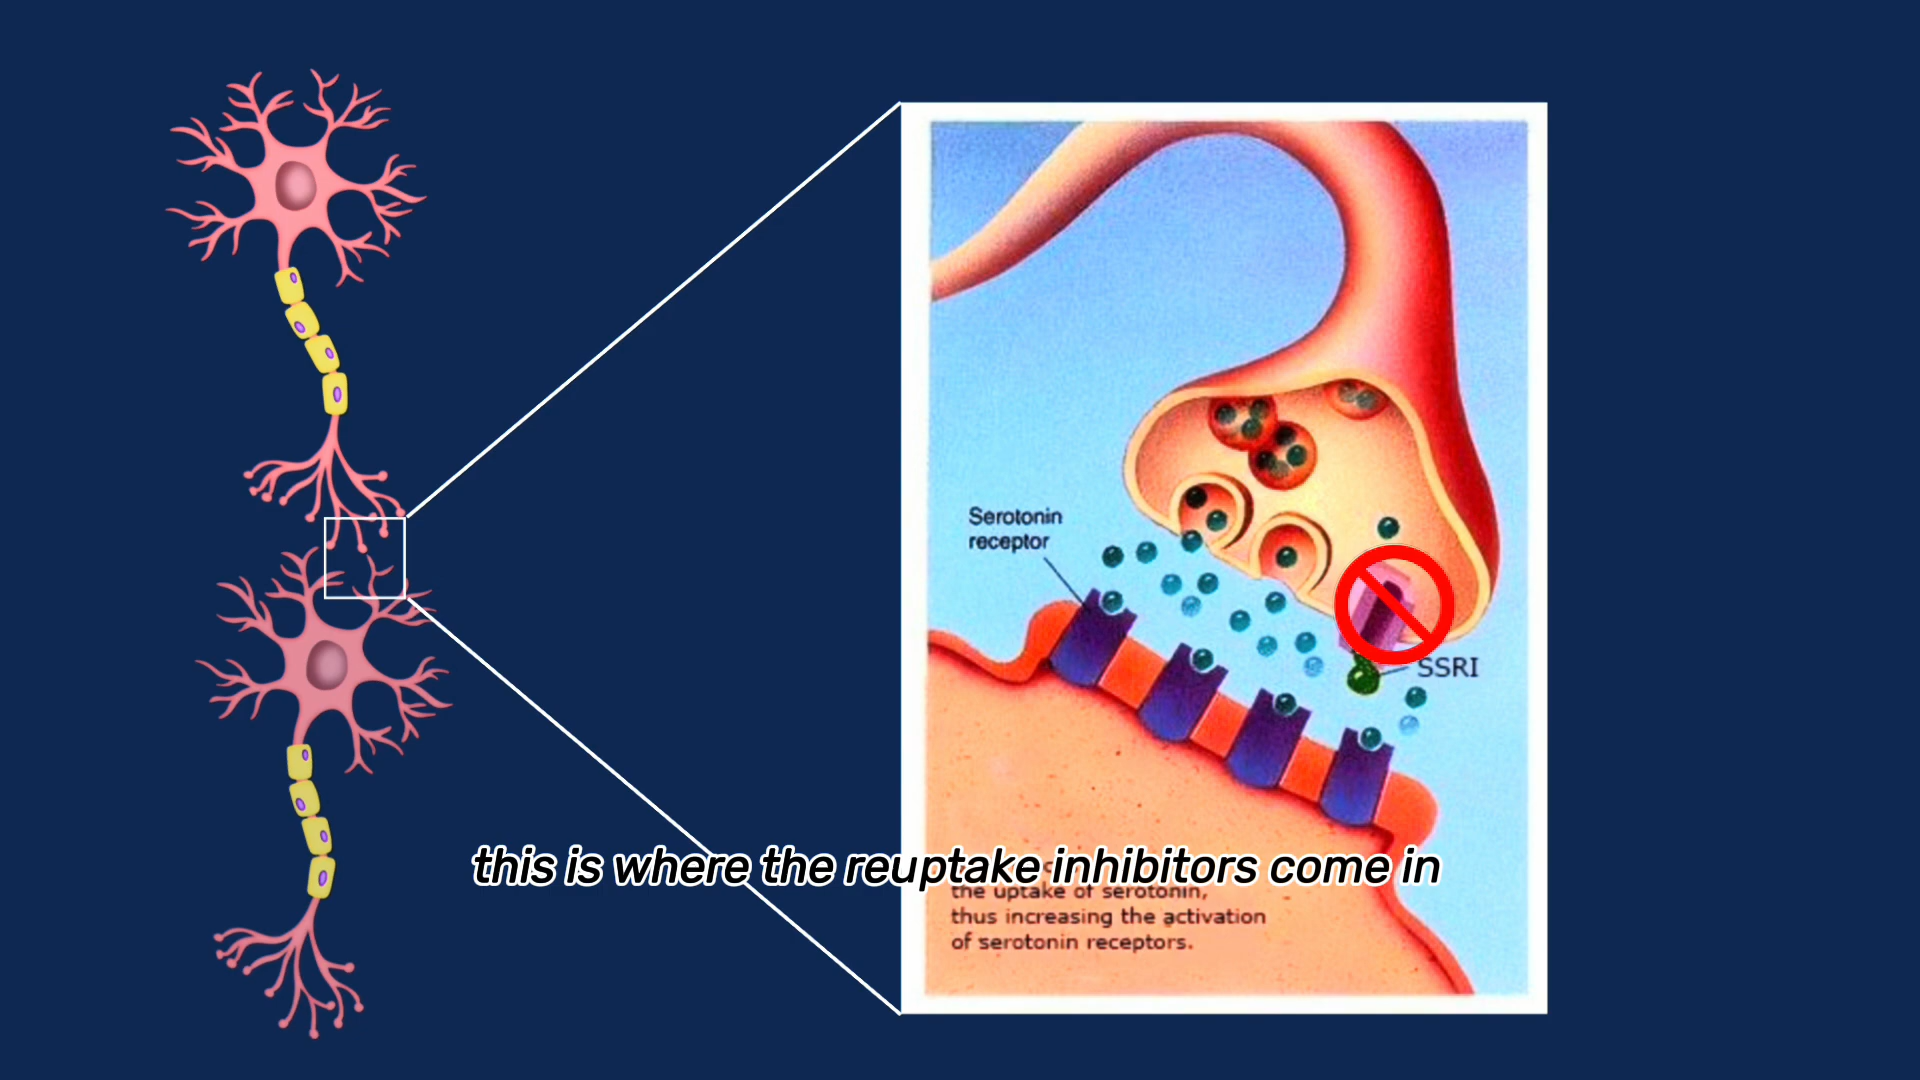 Serotonin
receptor
SSRI
this is where the reuptake inhibitors come in
the uptake of serotonin,
thus increasing the activation
of serotonin receptors.